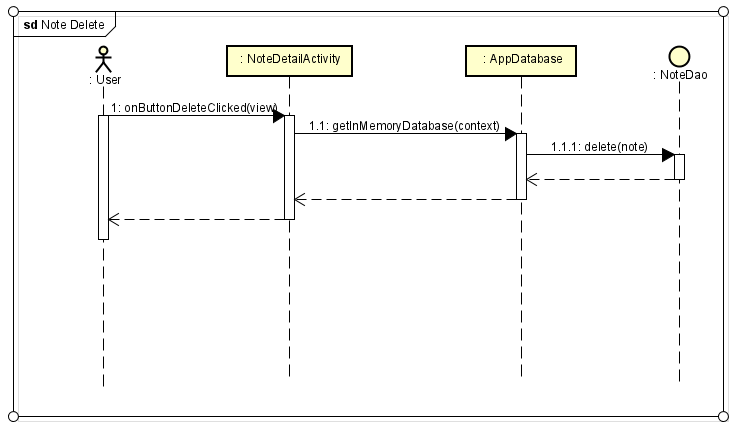 sd Note Delete
: User
: NoteDetailActivity
: AppDatabase
: NoteDao
1: onButtonDeleteClicked(view)
1.1: getInMemoryDatabase(context)
1.1.1: delete(note)